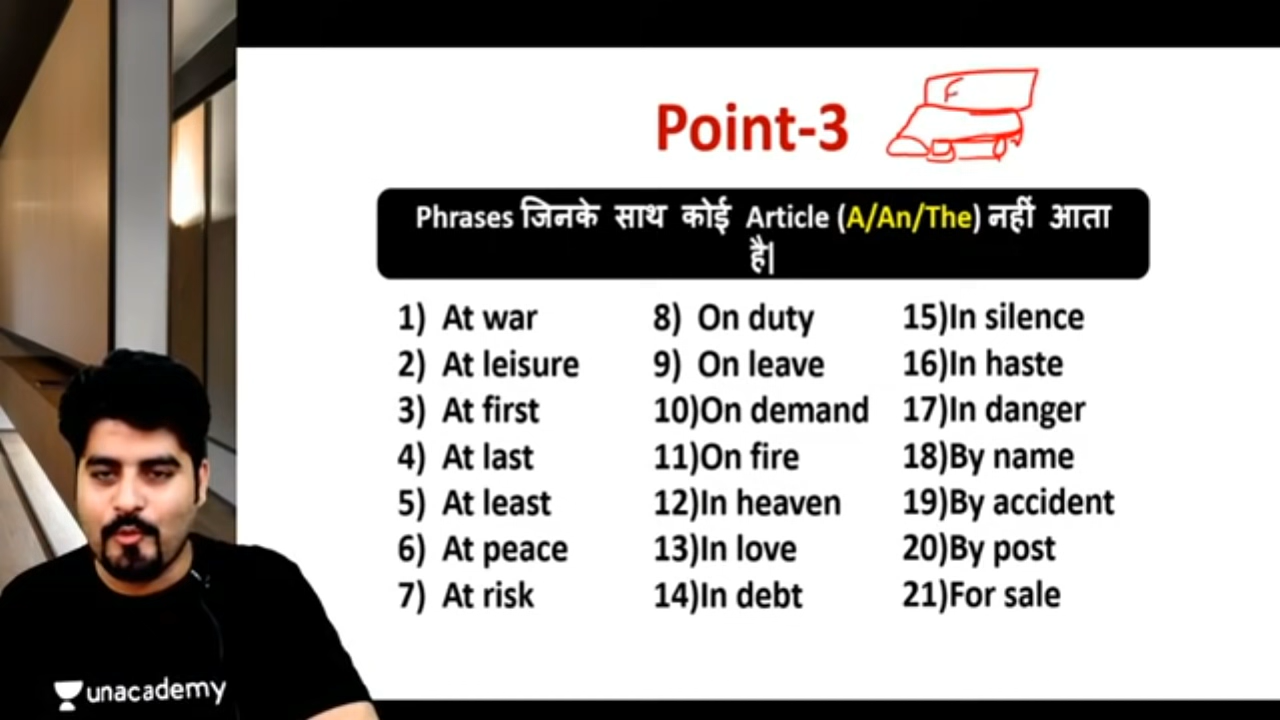 Point-3
F
Phrases जिनके साथ कोई Article (A/An/The) नहीं आता
है|
1) At war
2) At leisure
3) At first
4) At last
5) At least
6) At peace
7) At risk
8) On duty
9) On leave
10)On demand
11)On fire
12)In heaven
13)In love
14)In debt
15)In silence
16)In haste
17)In danger
18)By name
19)By accident
20)By post
21)For sale
unacademy